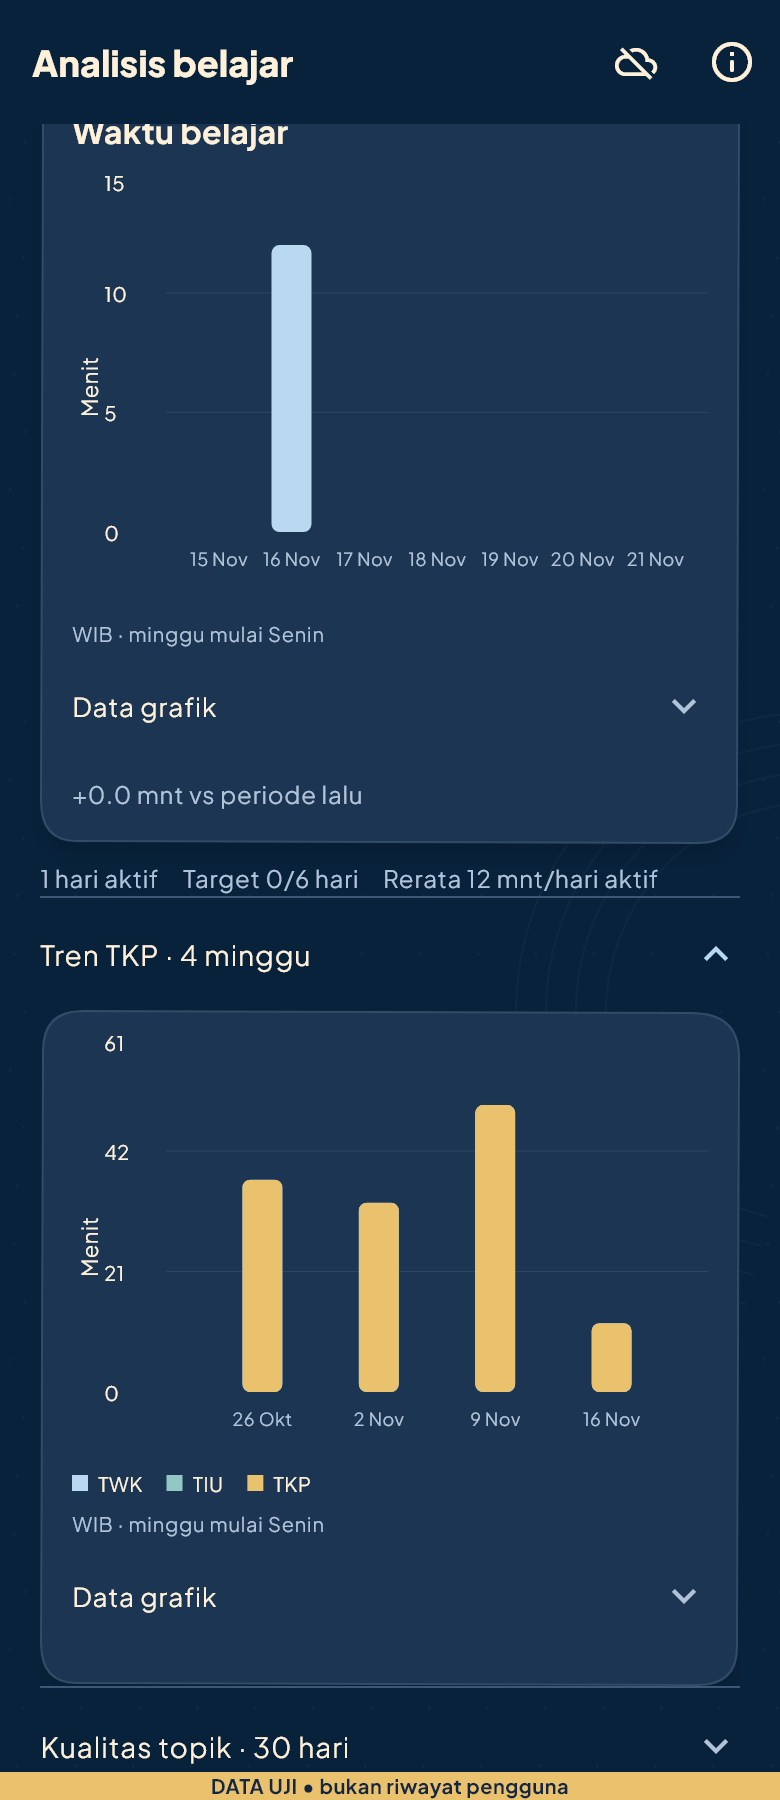 Analisis belajar
Waktu belajar
15
10
Menit
5
0
15 Nov 16 Nov 17 Nov 18 Nov 19 Nov 20 Nov 21 Nov
WIB · minggu mulai Senin
Data grafik
+0.0 mnt vs periode lalu
1 hari aktif Target 0/6 hari Rerata 12 mnt/hari aktif
Tren TKP · 4 minggu
61
42
Menit
21
0
26 Okt 2 Nov 9 Nov 16 Nov
TWK TIU TKP
WIB · minggu mulai Senin
Data grafik
Kualitas topik · 30 hari
DATA UJI • bukan riwayat pengguna